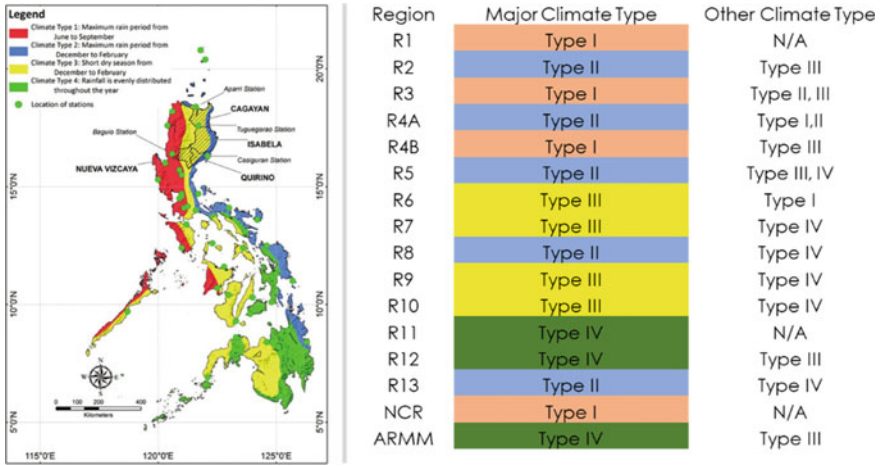 Legend
Climate Type 1: Maximum rain period from
June to September
Climate Type 2: Maximum rain period from
December to February
Climate Type 3: Short dry season from
December to February
Climate Type 4: Rainfall is evenly distributed
throughout the year
Location of stations
Aparri Station
CAGAYAN
Tuguegarao Station
Baguio Station
ISABELA
Casiguran Station
NUEVA VIZCAYA
QUIRINO
20°0'N
20°0'N
15°0'N
15°0'N
10°0'N
10°0'N
5°0'N
5°0'N
N
W
E
S
0 100 200 400
Kilometers
115°0'E 120°0'E 125°0'E
Region Major Climate Type Other Climate Type
R1 Type I N/A
R2 Type II Type III
R3 Type I Type II, III
R4A Type II Type I,II
R4B Type I Type III
R5 Type II Type III, IV
R6 Type III Type I
R7 Type III Type IV
R8 Type II Type IV
R9 Type III Type IV
R10 Type III Type IV
R11 Type IV N/A
R12 Type IV Type III
R13 Type II Type IV
NCR Type I N/A
ARMM Type IV Type III